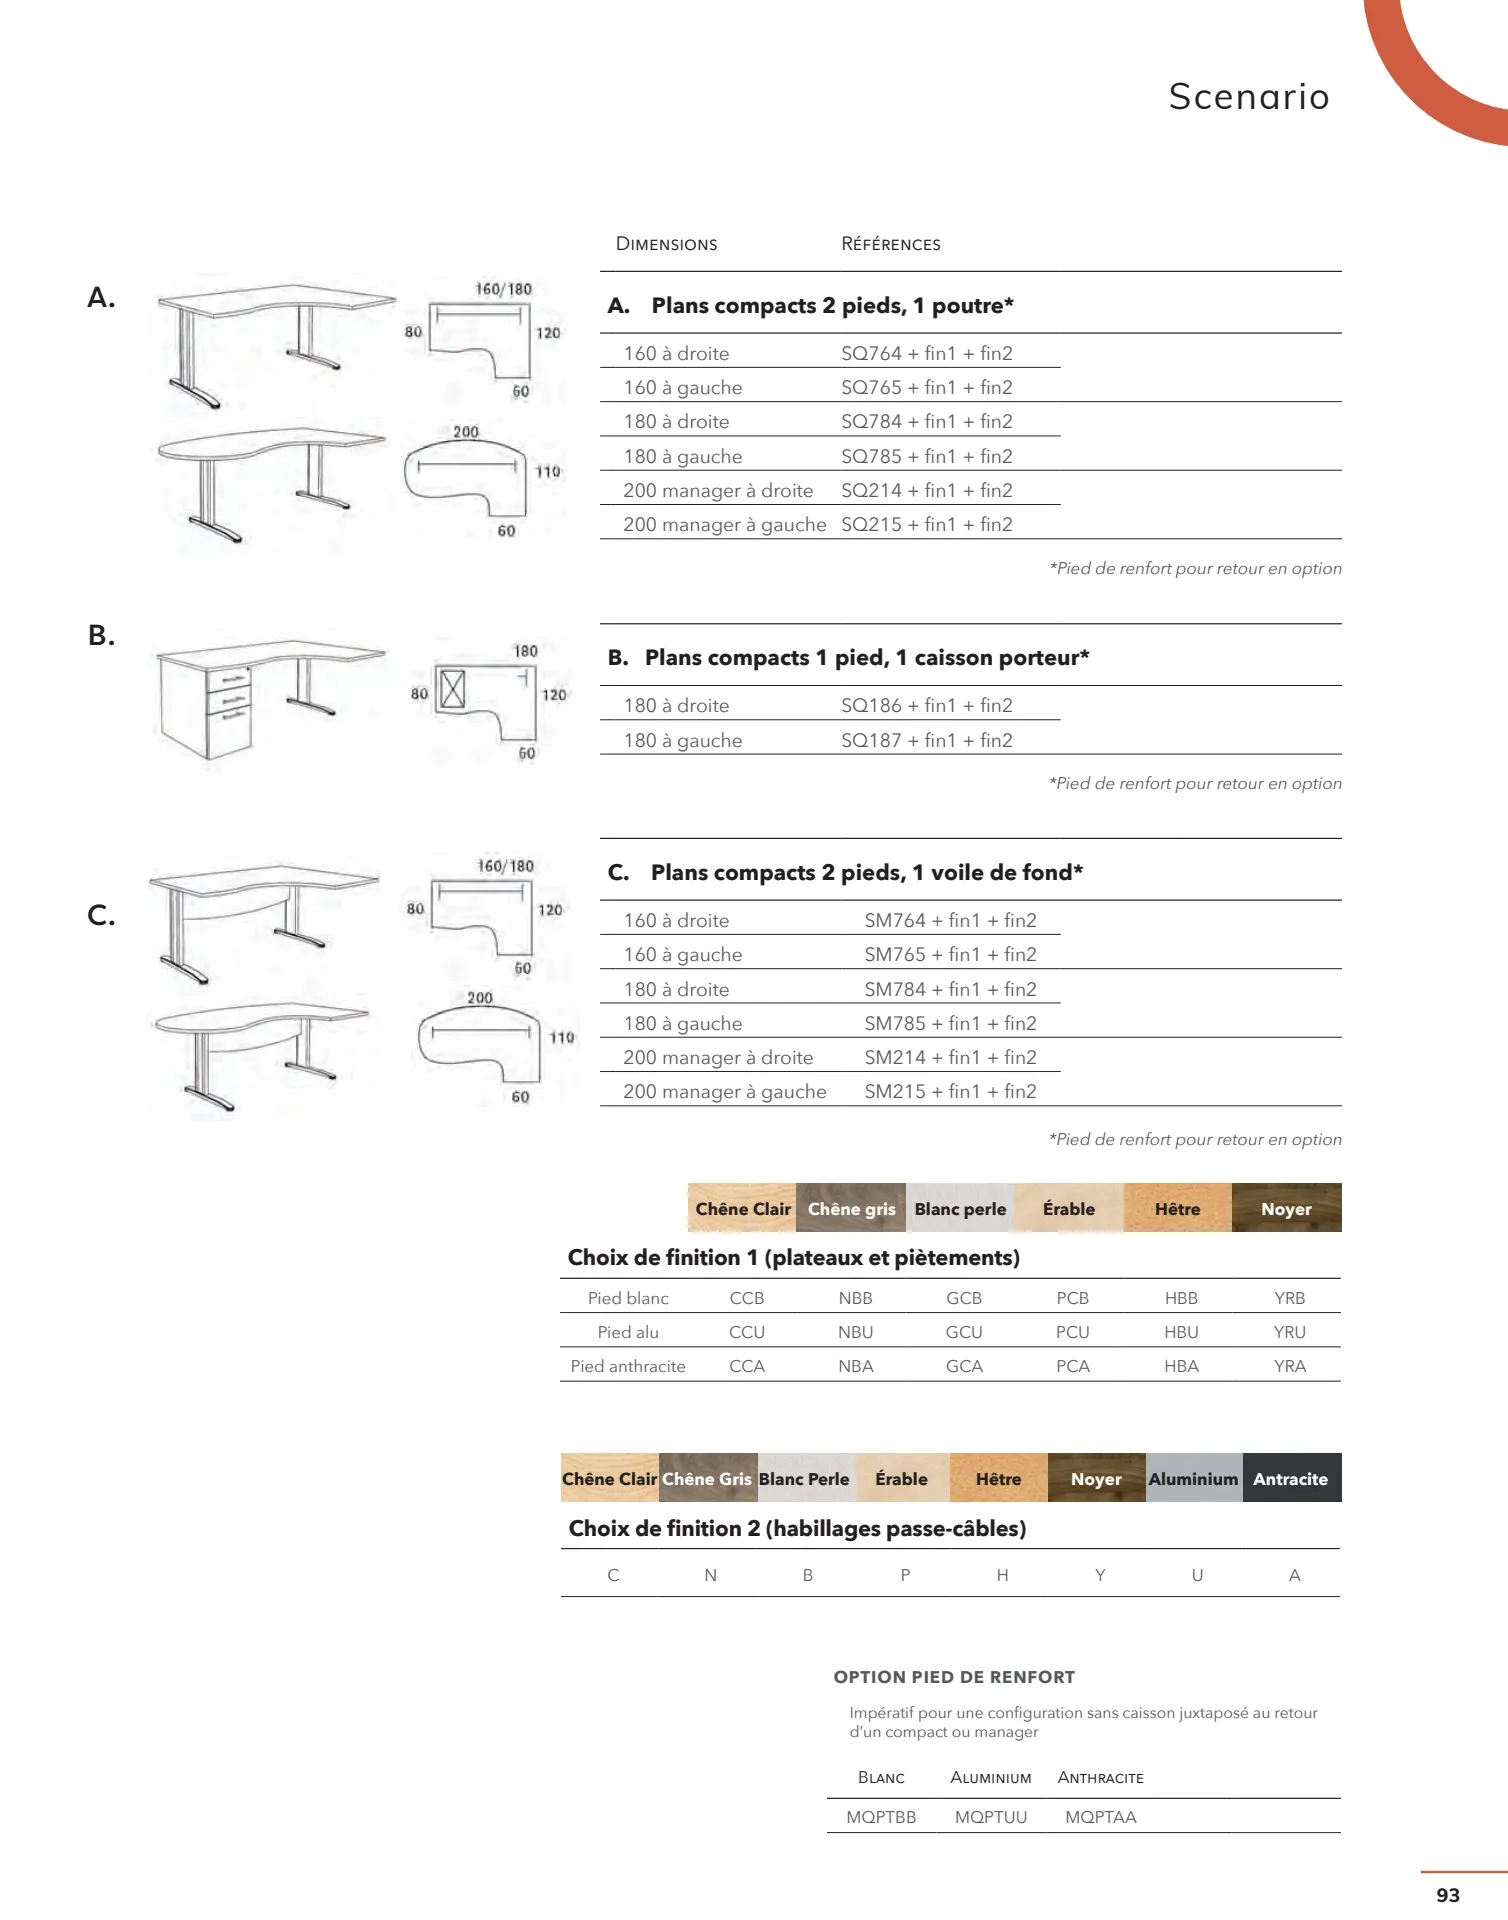 Scenario
Dimensions Références
A.
160/180
80
120
60
200
110
60
A. Plans compacts 2 pieds, 1 poutre*
160 à droite SQ764 + fin1 + fin2
160 à gauche SQ765 + fin1 + fin2
180 à droite SQ784 + fin1 + fin2
180 à gauche SQ785 + fin1 + fin2
200 manager à droite SQ214 + fin1 + fin2
200 manager à gauche SQ215 + fin1 + fin2
*Pied de renfort pour retour en option
B.
180
80
120
60
B. Plans compacts 1 pied, 1 caisson porteur*
180 à droite SQ186 + fin1 + fin2
180 à gauche SQ187 + fin1 + fin2
*Pied de renfort pour retour en option
C.
160/180
80
120
60
200
110
60
C. Plans compacts 2 pieds, 1 voile de fond*
160 à droite SM764 + fin1 + fin2
160 à gauche SM765 + fin1 + fin2
180 à droite SM784 + fin1 + fin2
180 à gauche SM785 + fin1 + fin2
200 manager à droite SM214 + fin1 + fin2
200 manager à gauche SM215 + fin1 + fin2
*Pied de renfort pour retour en option
Chêne Clair Chêne gris Blanc perle Érable Hêtre Noyer
Choix de finition 1 (plateaux et piètements)
Pied blanc CCB NBB GCB PCB HBB YRB
Pied alu CCU NBU GCU PCU HBU YRU
Pied anthracite CCA NBA GCA PCA HBA YRA
Chêne Clair Chêne Gris Blanc Perle Érable Hêtre Noyer Aluminium Antracite
Choix de finition 2 (habillages passe-câbles)
C N B P H Y U A
OPTION PIED DE RENFORT
Impératif pour une configuration sans caisson juxtaposé au retour
d'un compact ou manager
Blanc Aluminium Anthracite
MQPTBB MQPTUU MQPTAA
93